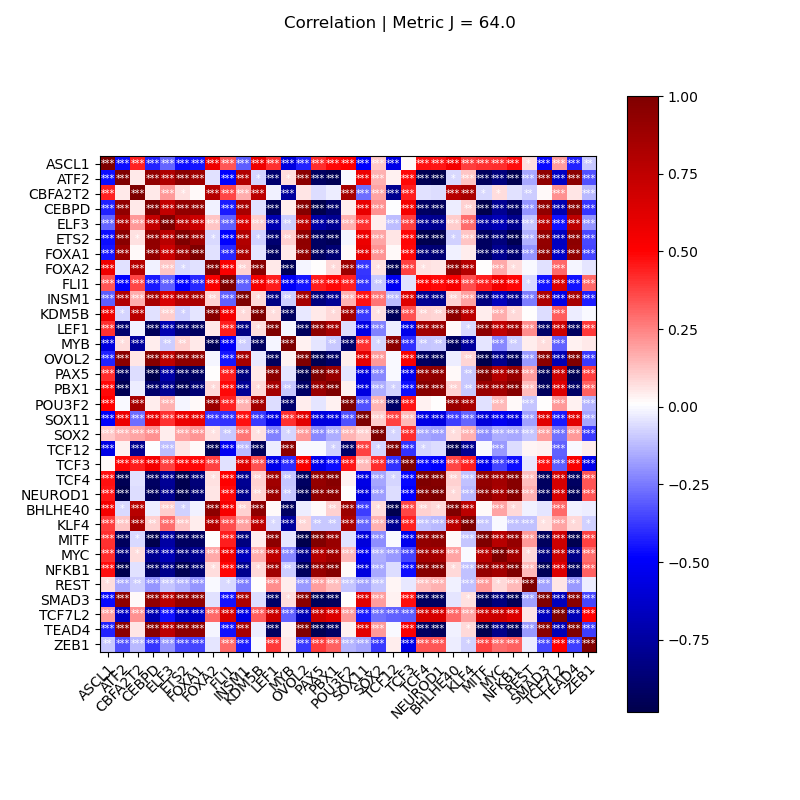 Correlation | Metric J = 64.0
ASCL1
ATF2
CBFA2T2
CEBPD
ELF3
ETS2
FOXA1
FOXA2
FLI1
INSM1
KDM5B
LEF1
MYB
OVOL2
PAX5
PBX1
POU3F2
SOX11
SOX2
TCF12
TCF3
TCF4
NEUROD1
BHLHE40
KLF4
MITF
MYC
NFKB1
REST
SMAD3
TCF7L2
TEAD4
ZEB1
ASCL1 ATF2 CBFA2T2 CEBPD ELF3 ETS2 FOXA1 FOXA2 FLI1 INSM1 KDM5B LEF1 MYB OVOL2 PAX5 PBX1 POU3F2 SOX11 SOX2 TCF12 TCF3 TCF4 NEUROD1 BHLHE40 KLF4 MITF MYC NFKB1 REST SMAD3 TCF7L2 TEAD4 ZEB1
1.00
0.75
0.50
0.25
0.00
−0.25
−0.50
−0.75